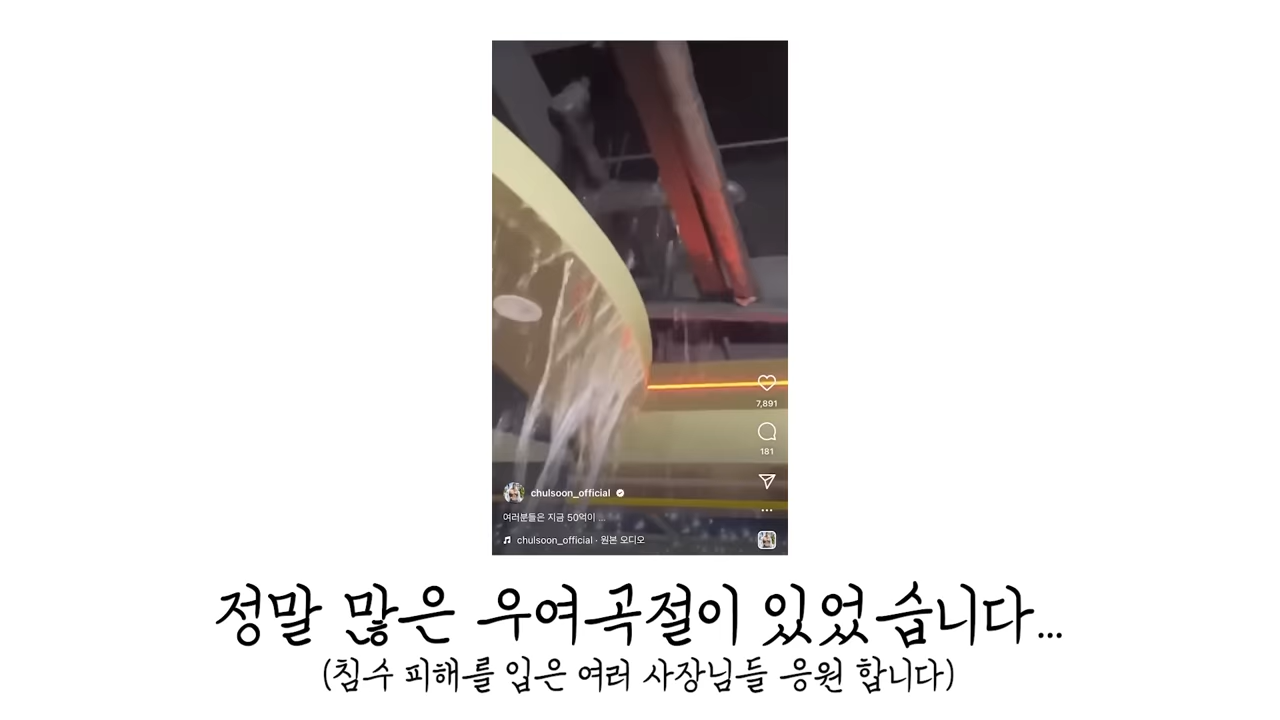 7,891
181
chulsoon_official
여러분들은 지금 50억이 ...
chulsoon_official · 원본 오디오
정말 많은 우여곡절이 있었습니다...
(침수 피해를 입은 여러 사장님들 응원 합니다)